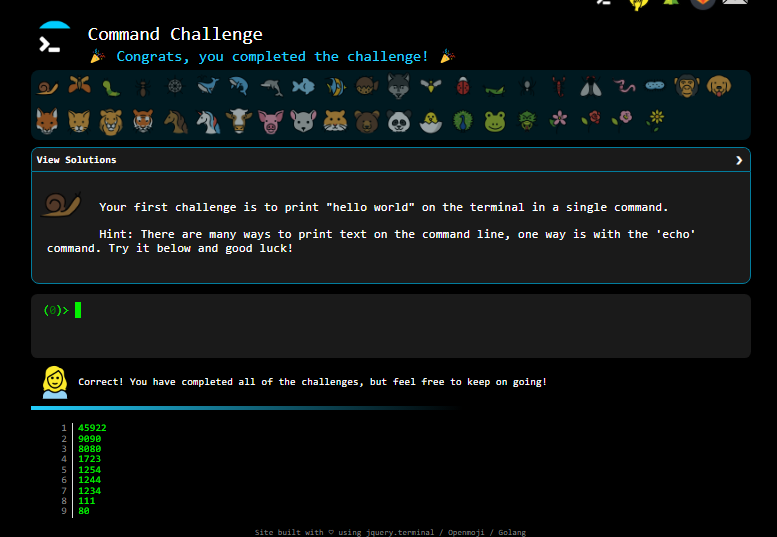 Command Challenge
🎉 Congrats, you completed the challenge! 🎉
View Solutions ❯
Your first challenge is to print "hello world" on the terminal in a single command.
Hint: There are many ways to print text on the command line, one way is with the 'echo'
command. Try it below and good luck!
(0)>
Correct! You have completed all of the challenges, but feel free to keep on going!
1 45922
2 9090
3 8080
4 1723
5 1254
6 1244
7 1234
8 111
9 80
Site built with ♡ using jquery.terminal / Openmoji / Golang